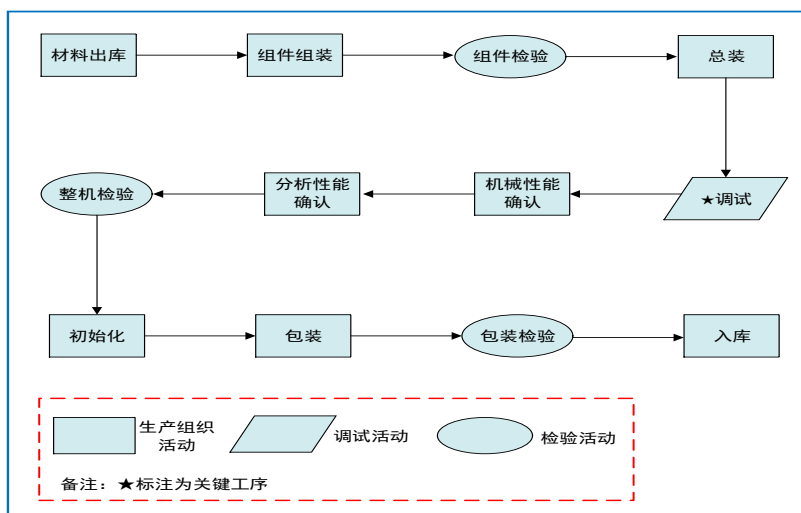 材料出库
组件组装
组件检验
总装
★调试
机械性能
确认
分析性能
确认
整机检验
初始化
包装
包装检验
入库
生产组织
活动
调试活动
检验活动
备注：★标注为关键工序